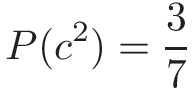 $P(c^2) = \frac{3}{7}$